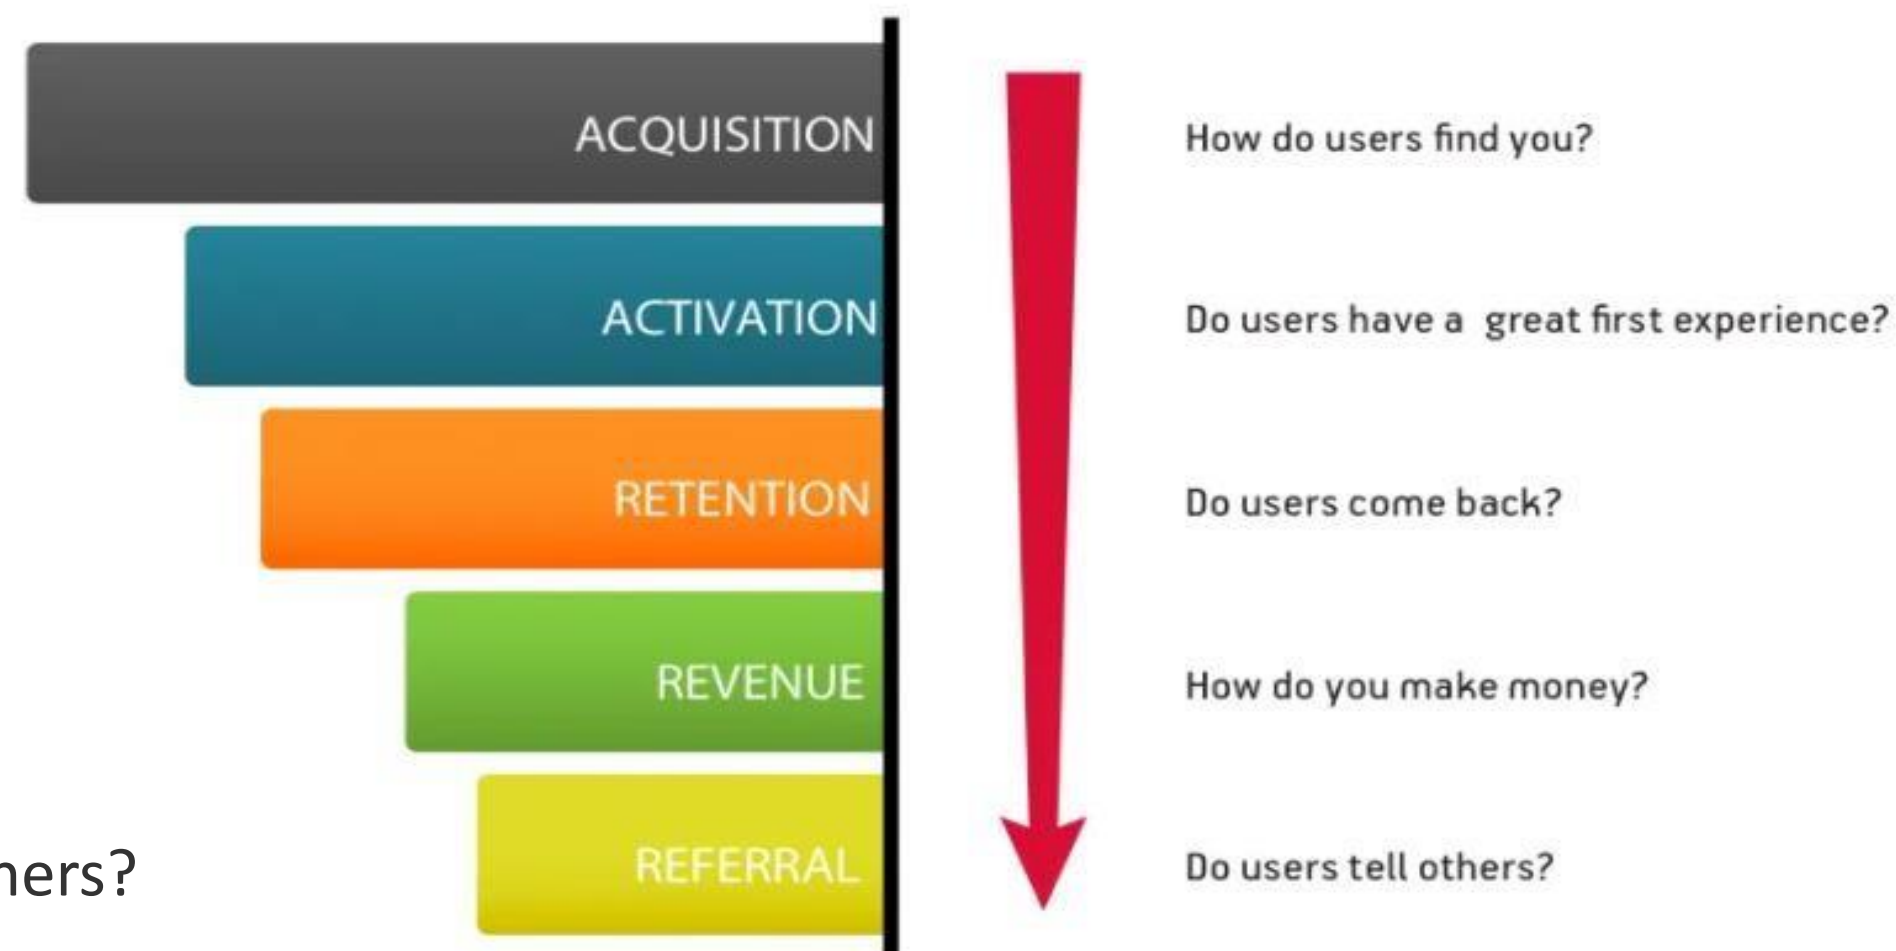 ACQUISITION
How do users find you?
ACTIVATION
Do users have a great first experience?
RETENTION
Do users come back?
REVENUE
How do you make money?
REFERRAL
Do users tell others?
ners?